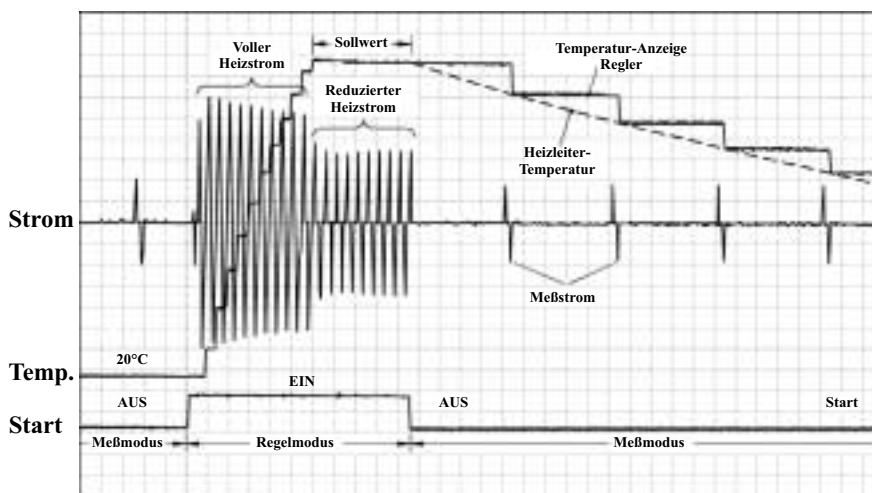 Voller
Heizstrom
Sollwert
Temperatur-Anzeige
Regler
Reduzierter
Heizstrom
Heizleiter-
Temperatur
Strom
Meßstrom
20°C
Temp.
EIN
AUS
AUS
Start
Start
Meßmodus
Regelmodus
Meßmodus